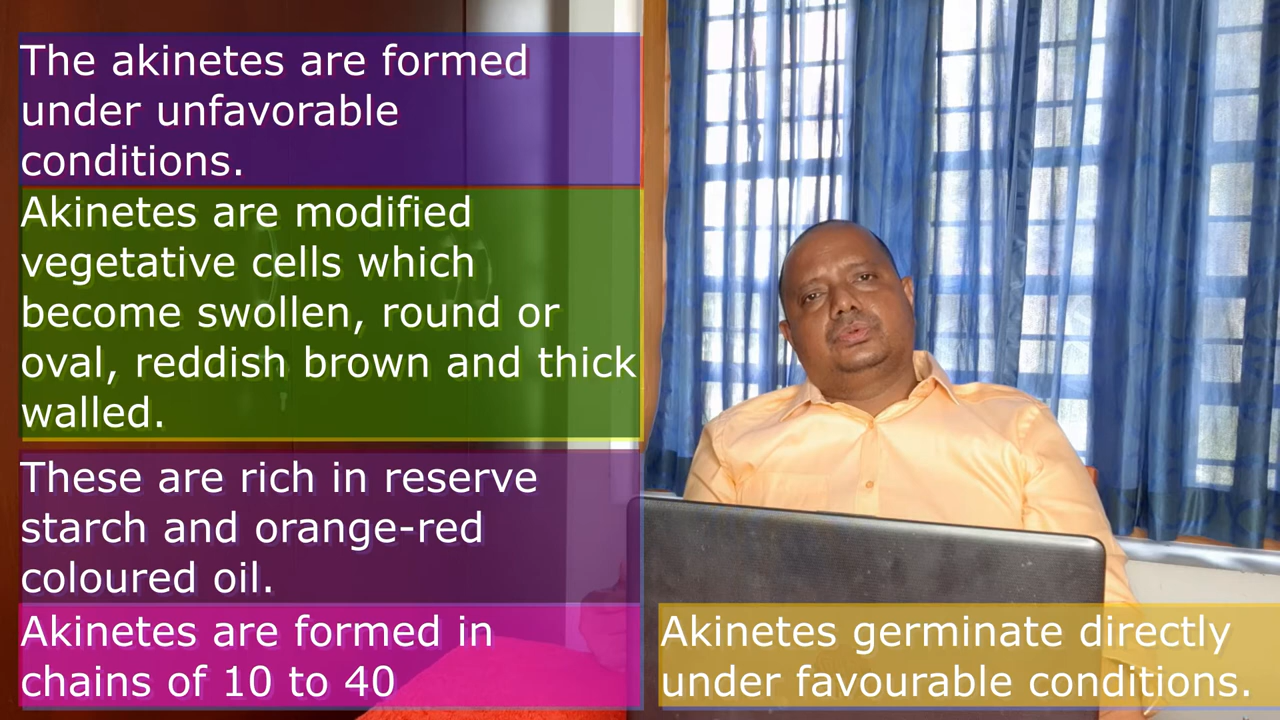 The akinetes are formed
under unfavorable
conditions.
Akinetes are modified
vegetative cells which
become swollen, round or
oval, reddish brown and thick
walled.
These are rich in reserve
starch and orange-red
coloured oil.
Akinetes are formed in
chains of 10 to 40
Akinetes germinate directly
under favourable conditions.